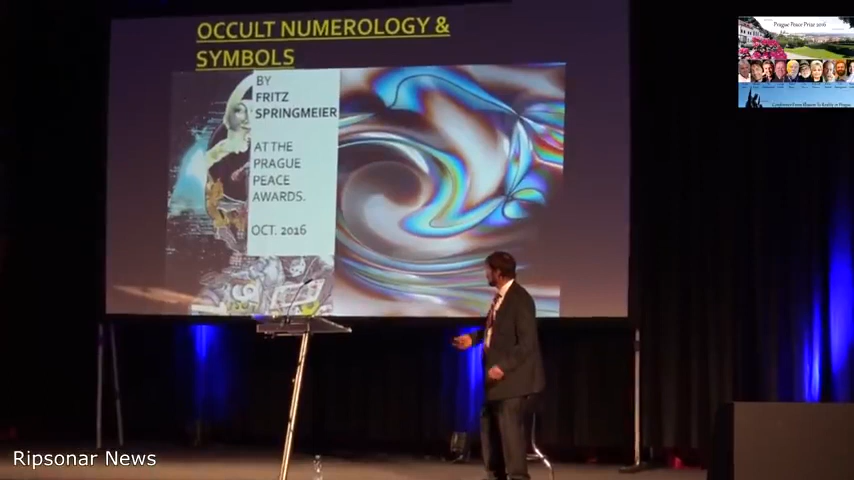 OCCULT NUMEROLOGY &
SYMBOLS
BY
FRITZ
SPRINGMEIER
AT THE
PRAGUE
PEACE
AWARDS.
OCT. 2016
Prague Peace Prize 2016
Ripsonar News